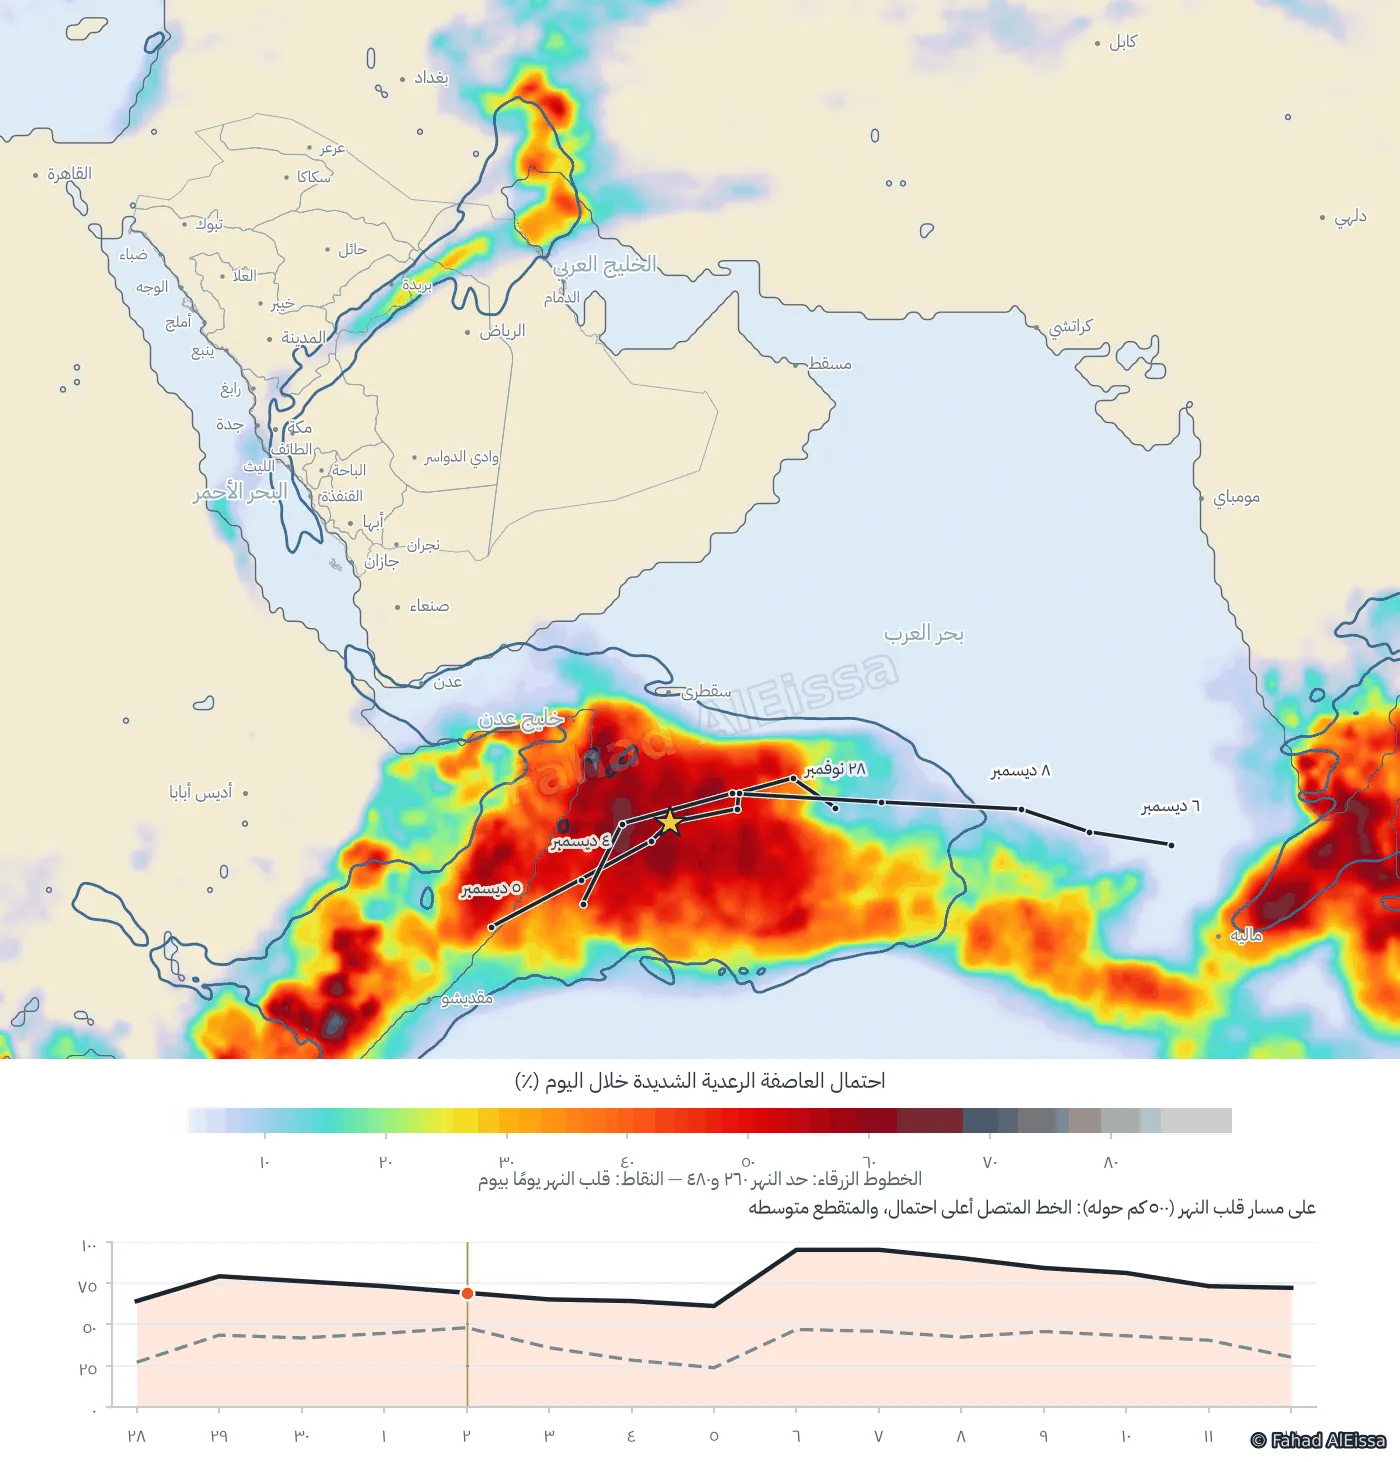 كابل
بغداد
عرعر
القاهرة
سكاكا
دلهي
تبوك
حائل
ضباء
الخليج العربي
العلا
بريدة
الوجه
الدمام
خيبر
أملج
كراتشي
الرياض
المدينة
ينبع
مسقط
رابغ
جدة
مكة
الطائف
وادي الدواسر
الليث
الباحة
البحر الأحمر
القنفذة
مومباي
أبها
نجران
جازان
صنعاء
بحر العرب
عدن
سقطرى
خليج عدن
Fahad AlEissa
٢٨ نوفمبر
٨ ديسمبر
أديس أبابا
٦ ديسمبر
٤ ديسمبر
٥ ديسمبر
ماليه
مقديشو
احتمال العاصفة الرعدية الشديدة خلال اليوم (٪)
١٠ ٢٠ ٣٠ ٤٠ ٥٠ ٦٠ ٧٠ ٨٠
الخطوط الزرقاء: حد النهر ٢٦٠ و٤٨٠ — النقاط: قلب النهر يومًا بيوم
على مسار قلب النهر (٥٠٠ كم حوله): الخط المتصل أعلى احتمال، والمتقطع متوسطه
١٠٠
٧٥
٥٠
٢٥
٠
٢٨ ٢٩ ٣٠ ١ ٢ ٣ ٤ ٥ ٦ ٧ ٨ ٩ ١٠ ١١
© Fahad AlEissa